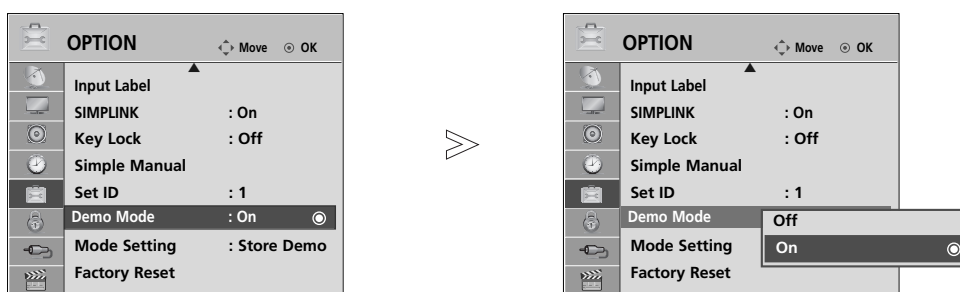 OPTION Move OK
Input Label
SIMPLINK : On
Key Lock : Off
Simple Manual
Set ID : 1
Demo Mode : On
Mode Setting : Store Demo
Factory Reset
OPTION Move OK
Input Label
SIMPLINK : On
Key Lock : Off
Simple Manual
Set ID : 1
Demo Mode
Off
Mode Setting
On
Factory Reset